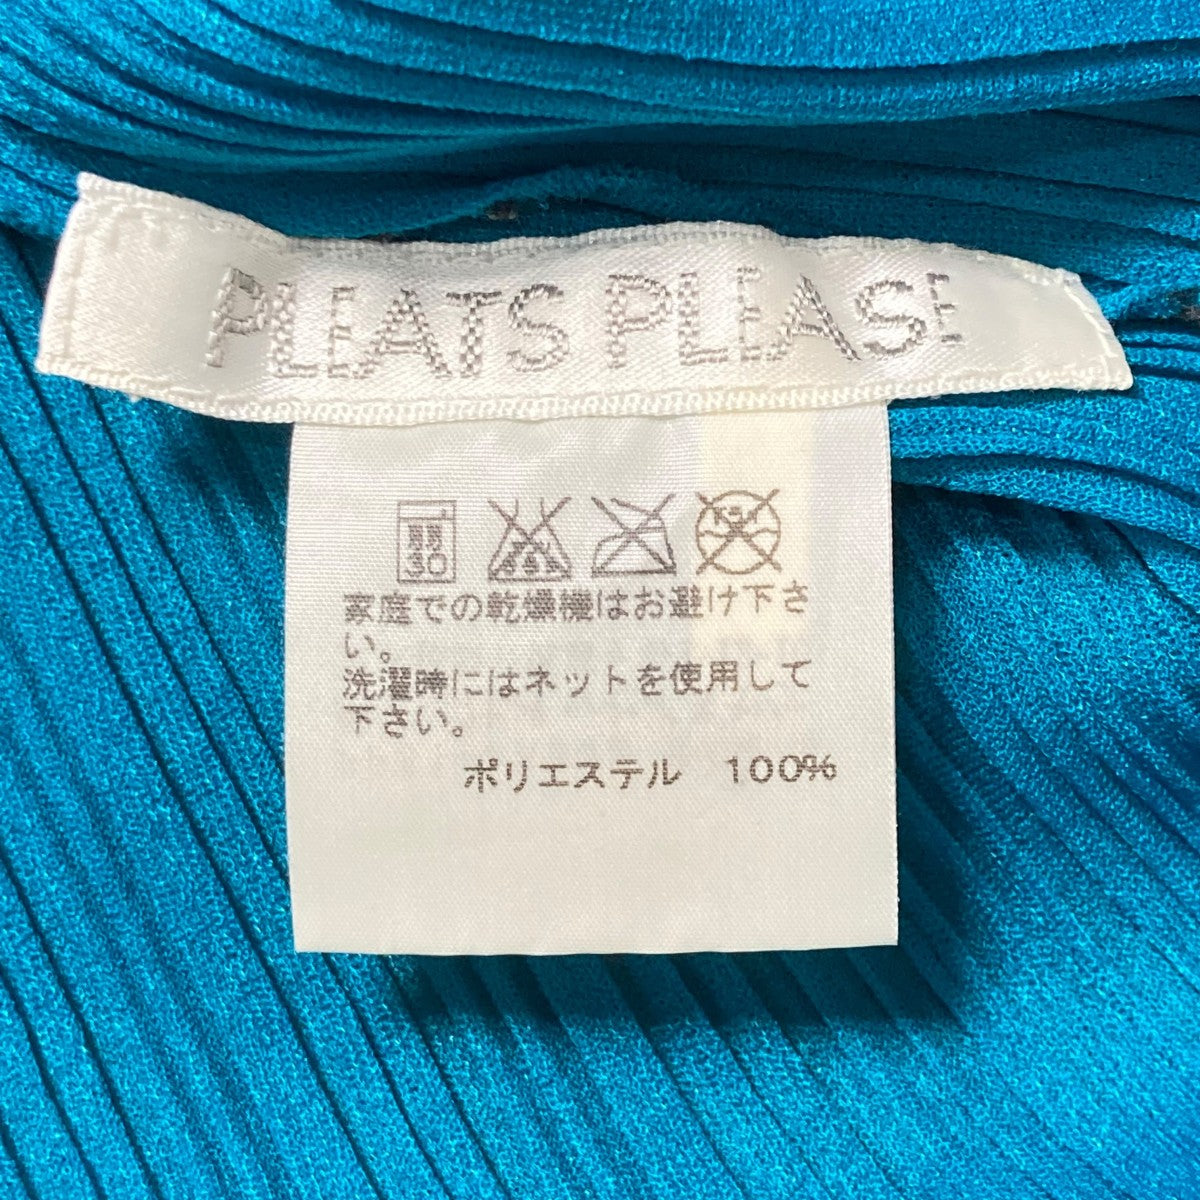 PLEATS PLEASE
弱
30
家庭での乾燥機はお避け下さ
い。
洗濯時にはネットを使用して
下さい。
ポリエステル 100%